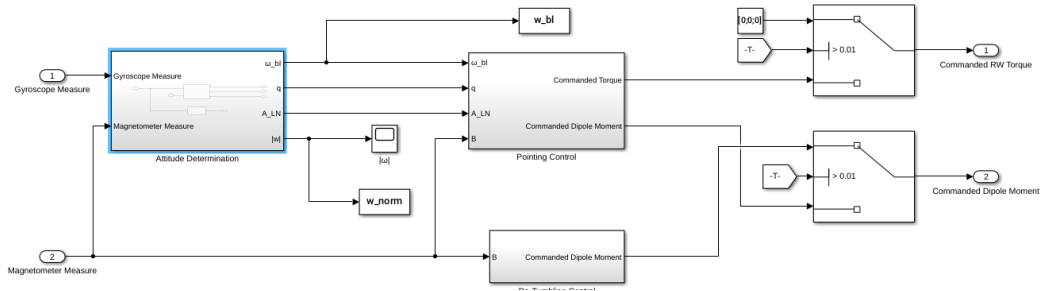 w_bl
[0;0;0]
-T-
> 0.01
1
Commanded RW Torque
1
Gyroscope Measure
Gyroscope Measure
Magnetometer Measure
ω_bl
q
A_LN
|w|
Attitude Determination
ω_bl
q
A_LN
B
Commanded Torque
Commanded Dipole Moment
Pointing Control
|ω|
w_norm
-T-
> 0.01
2
Commanded Dipole Moment
2
Magnetometer Measure
B
Commanded Dipole Moment